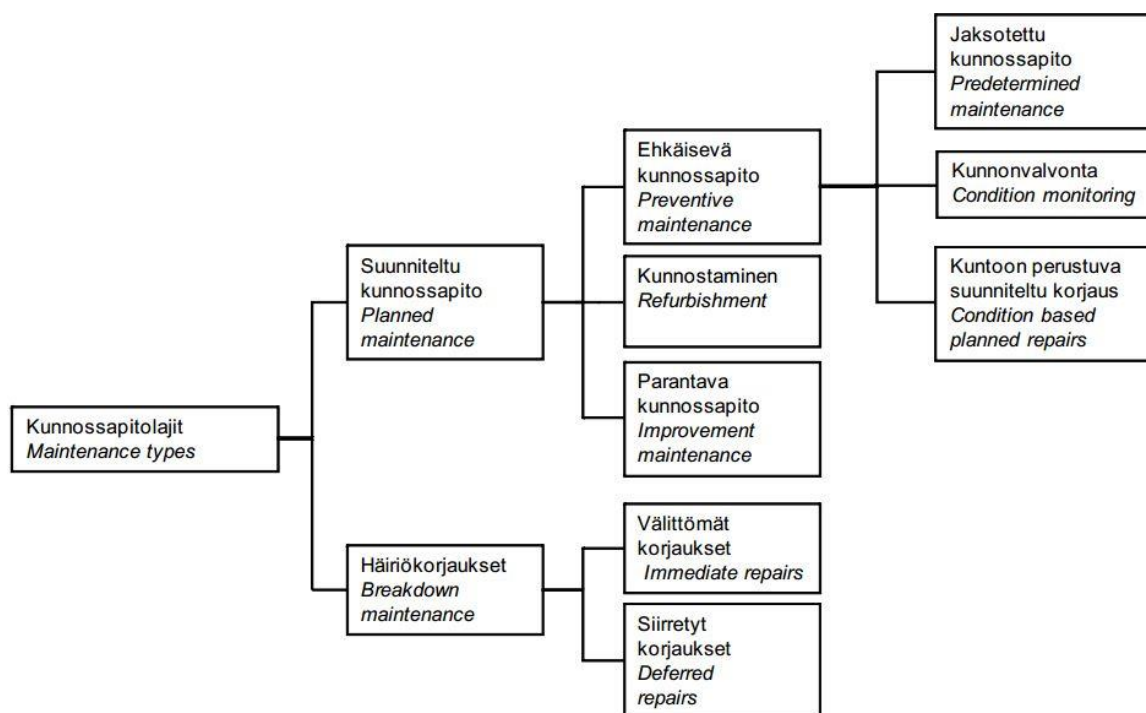 Kunnossapitolajit
Maintenance types
Suunniteltu
kunnossapito
Planned
maintenance
Häiriökorjaukset
Breakdown
maintenance
Ehkäisevä
kunnossapito
Preventive
maintenance
Kunnostaminen
Refurbishment
Parantava
kunnossapito
Improvement
maintenance
Välittömät
korjaukset
Immediate repairs
Siirretyt
korjaukset
Deferred
repairs
Jaksotettu
kunnossapito
Predetermined
maintenance
Kunnonvalvonta
Condition monitoring
Kuntoon perustuva
suunniteltu korjaus
Condition based
planned repairs